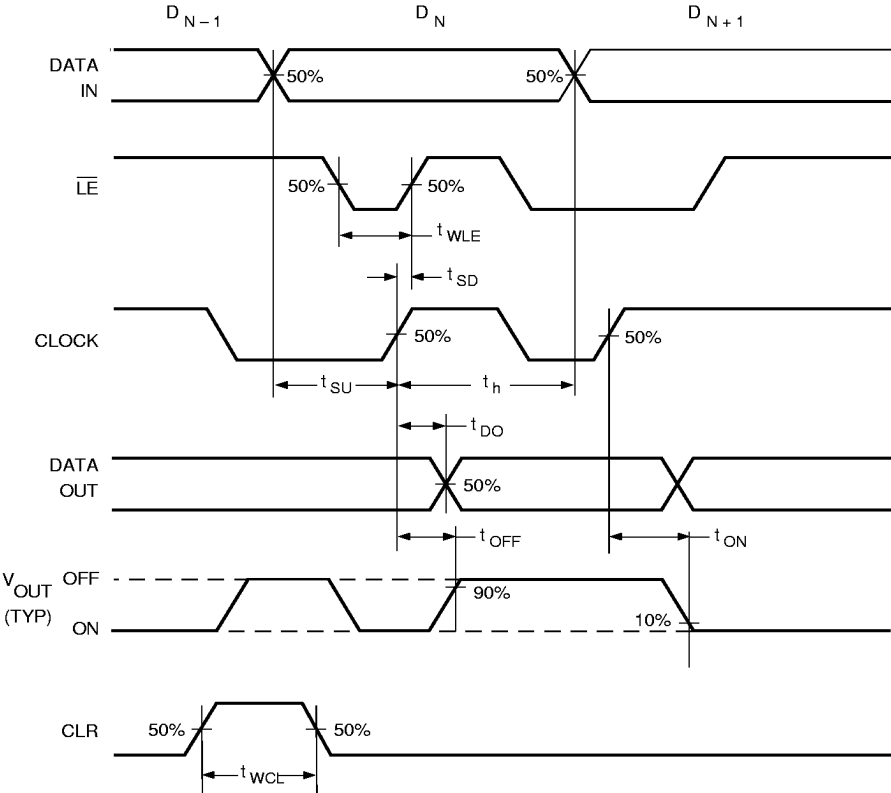 D N – 1 D N D N + 1
DATA IN
50% 50%
LE
50% 50%
t WLE
t SD
CLOCK
50% 50%
t SU t h
t DO
DATA OUT
50%
t OFF t ON
V OUT (TYP)
OFF
90%
10%
ON
CLR
50% 50%
t WCL